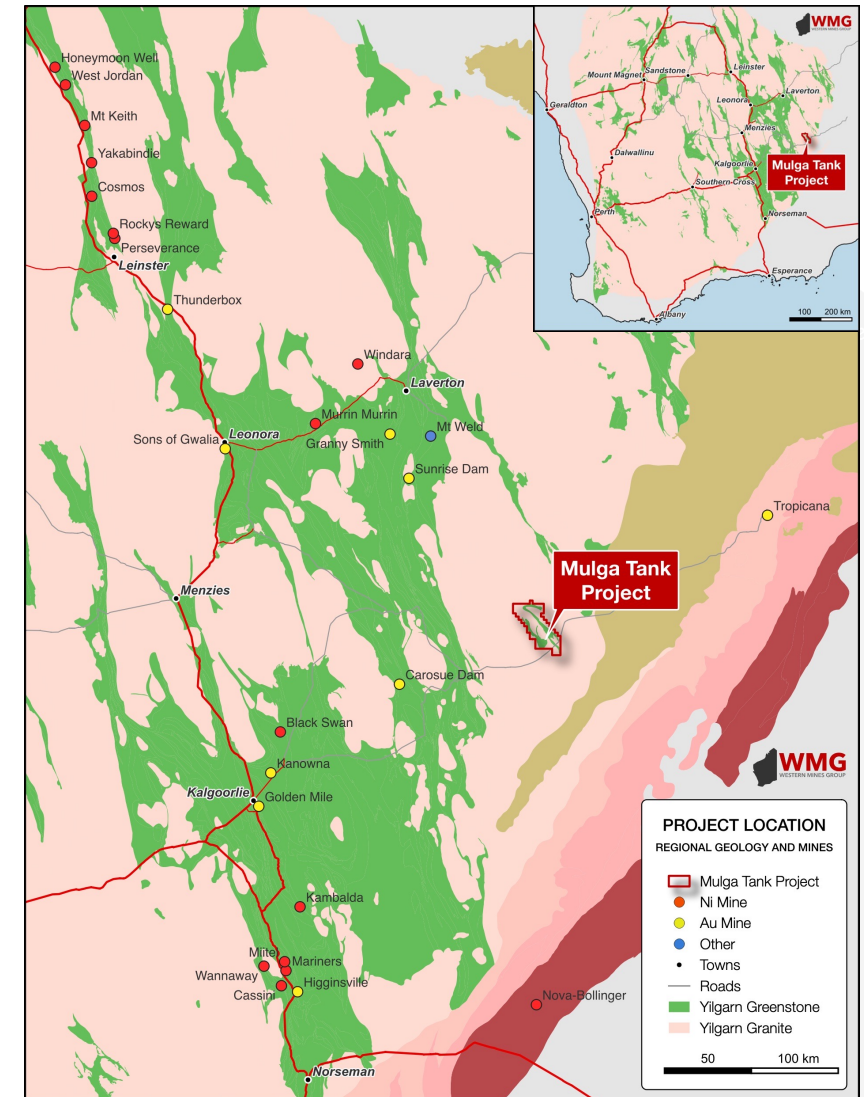 Honeymoon Well
West Jordan
Mt Keith
Yakabindie
Cosmos
Rockys Reward
Perseverance
Leinster
Thunderbox
Windara
Laverton
Murrin Murrin
Mt Weld
Granny Smith
Sons of Gwalia
Leonora
Sunrise Dam
Tropicana
Mulga Tank
Project
Menzies
Carosue Dam
Black Swan
Kanowna
Kalgoorlie
Golden Mile
Kambalda
Miitel
Mariners
Wannaway
Cassini
Higginsville
Nova-Bollinger
Norseman
WMG
WESTERN MINES GROUP
Mount Magnet
Sandstone
Leinster
Laverton
Leonora
Geraldton
Menzies
Dalwallinu
Kalgoorlie
Mulga Tank
Project
Southern-Cross
Perth
Norseman
Esperance
Albany
100 200 km
WMG
WESTERN MINES GROUP
PROJECT LOCATION
REGIONAL GEOLOGY AND MINES
Mulga Tank Project
Ni Mine
Au Mine
Other
Towns
Roads
Yilgarn Greenstone
Yilgarn Granite
50 100 km